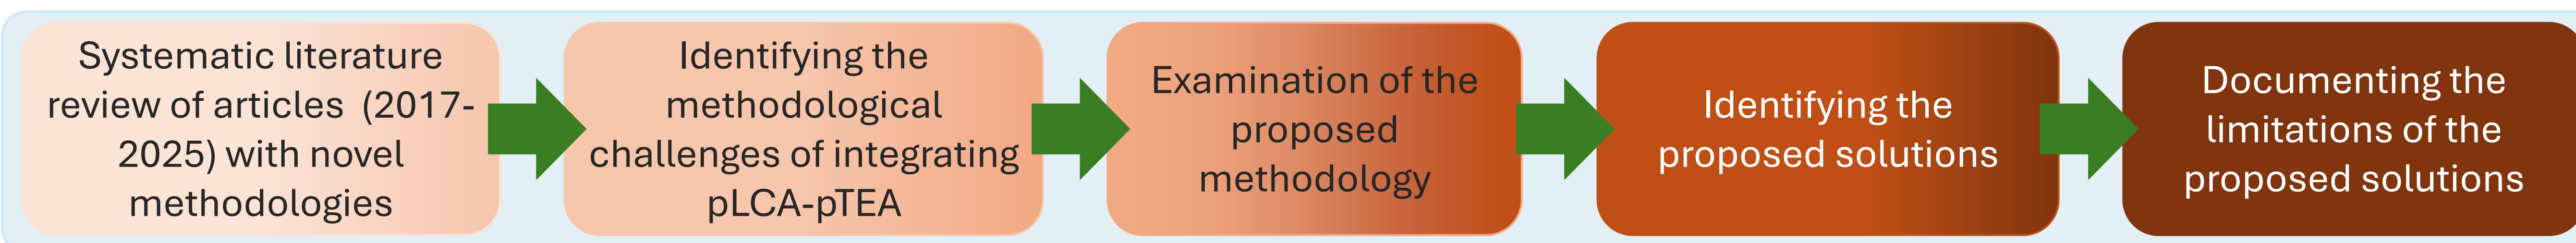 Systematic literature
review of articles  (2017-
2025) with novel
methodologies
Identifying the
methodological
challenges of integrating
pLCA-pTEA
Examination of the
proposed
methodology
Identifying the
proposed solutions
Documenting the
limitations of the
proposed solutions